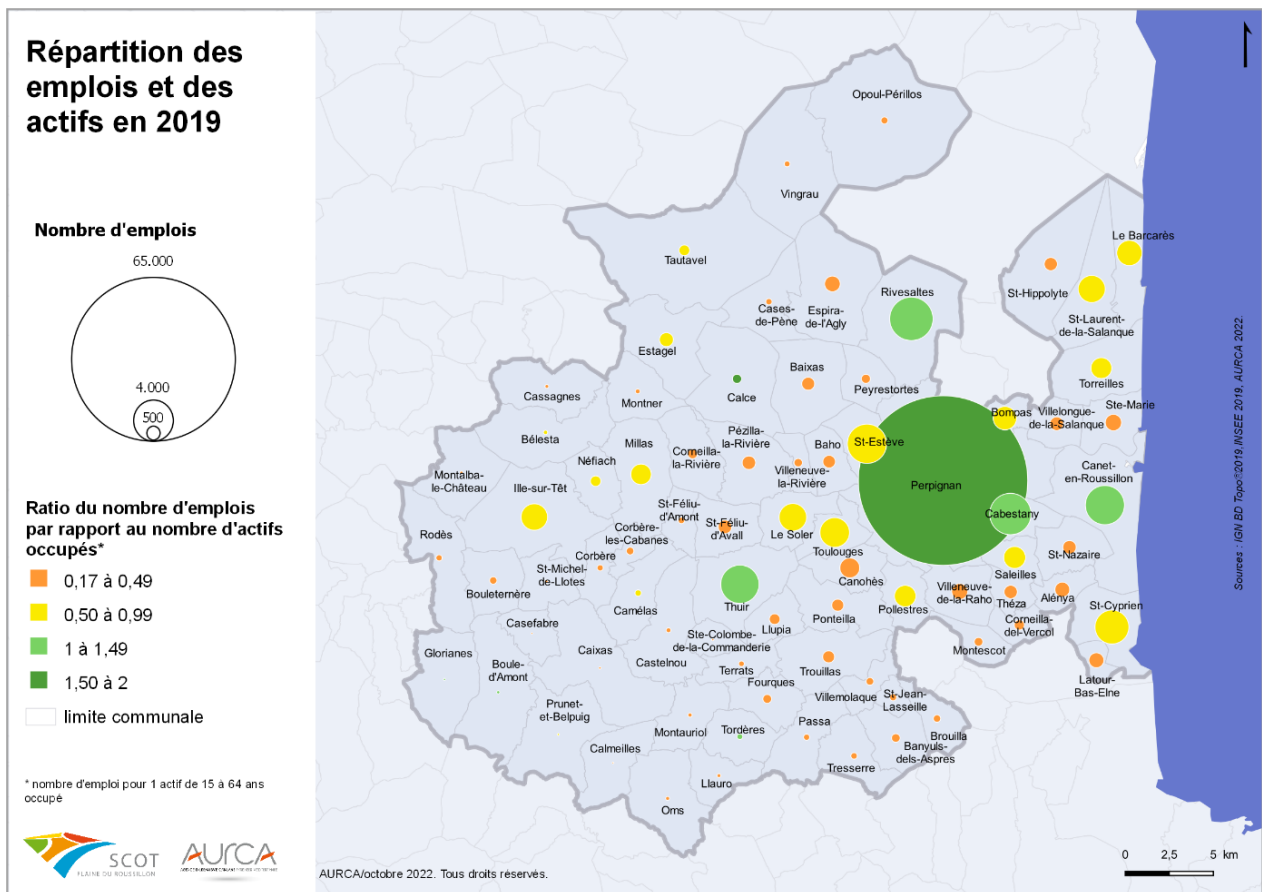 Répartition des
emplois et des
actifs en 2019
Nombre d'emplois
65.000
4.000
500
Ratio du nombre d'emplois
par rapport au nombre d'actifs
occupés*
0,17 à 0,49
0,50 à 0,99
1 à 1,49
1,50 à 2
limite communale
* nombre d'emploi pour 1 actif de 15 à 64 ans
occupé
SCOT
PLAINE DU ROUSSILLON
AURCA
Opoul-Périllos
Vingrau
Tautavel
Le Barcarès
St-Hippolyte
St-Laurent-
de-la-Salanque
Cases-
de-Pène
Espira-
de-l'Agly
Rivesaltes
Estagel
Torreilles
Cassagnes
Montner
Calce
Baixas
Peyrestortes
Bompas
Villelongue-
de-la-Salanque
Ste-Marie
Bélesta
Millas
Néfiach
Corneilla-
la-Rivière
Pézilla-
la-Rivière
Baho
Villeneuve-
la-Rivière
St-Estève
Perpignan
Canet-
en-Roussillon
Cabestany
Montalba-
le-Château
Ille-sur-Têt
St-Féliu-
d'Amont
St-Féliu-
d'Avall
Le Soler
Toulouges
Corbère-
les-Cabanes
Corbère
St-Michel-
de-Llotes
Rodès
Bouleternère
Casefabre
Camélas
Thuir
Canohès
Pollestres
Saleilles
St-Nazaire
Villeneuve-
de-la-Raho
Théza
Alénya
St-Cyprien
Corneilla-
del-Vercol
Montescot
Latour-
Bas-Elne
Ponteilla
Llupia
Ste-Colombe-
de-la-Commanderie
Castelnou
Caixas
Glorianes
Boule-
d'Amont
Terrats
Fourques
Trouillas
Villemolaque
St-Jean-
Lasseille
Prunet-
et-Belpuig
Calmeilles
Montauriol
Tordères
Passa
Brouilla
Banyuls-
dels-Aspres
Tresserre
Llauro
Oms
Sources : IGN BD Topo®2019, INSEE 2019, AURCA 2022.
0 2,5 5 km
AURCA/octobre 2022. Tous droits réservés.